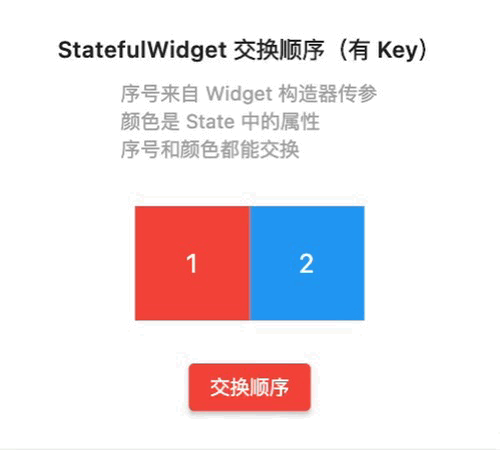 StatefulWidget 交换顺序（有 Key）
序号来自 Widget 构造器传参
颜色是 State 中的属性
序号和颜色都能交换
1 2
交换顺序